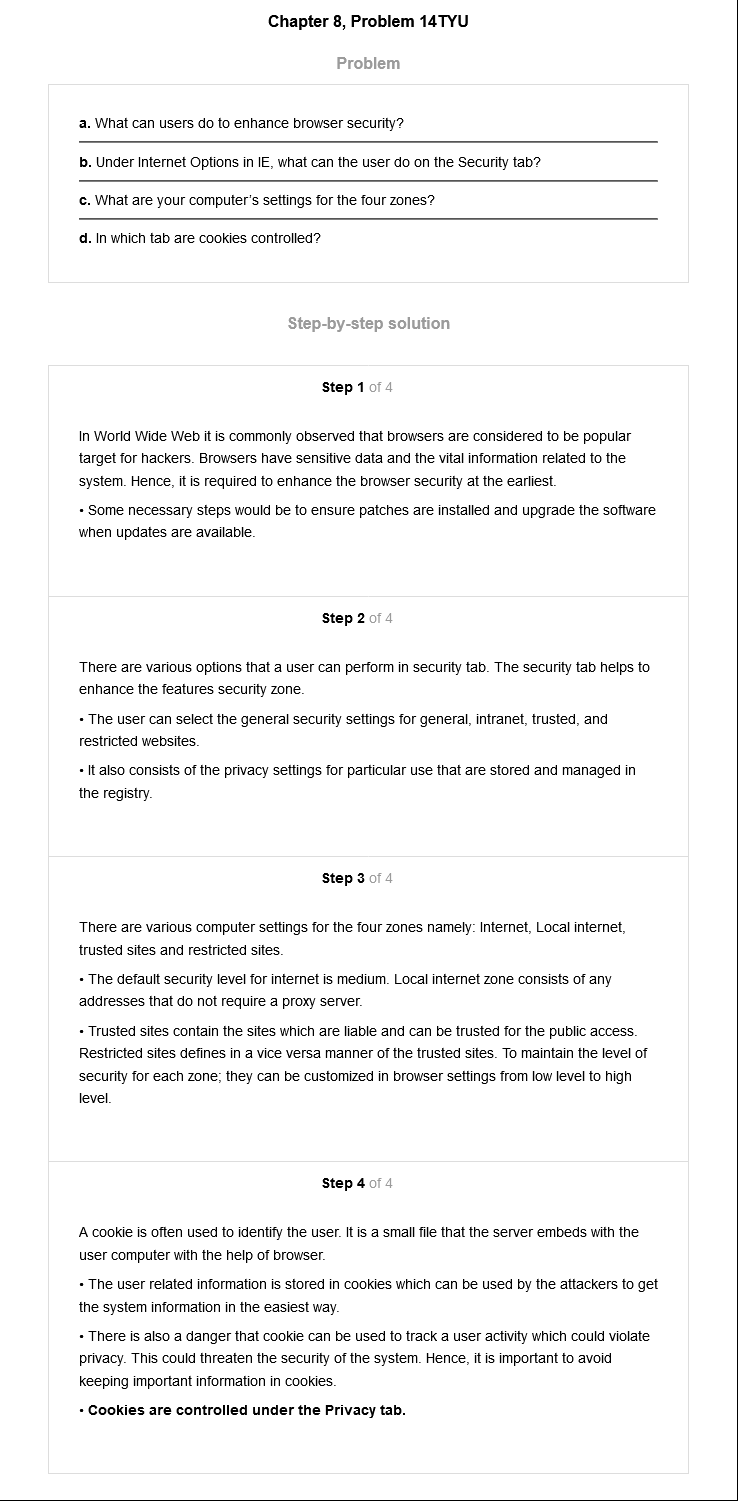 Chapter 8, Problem 14TYU
Problem
a. What can users do to enhance browser security?
b. Under Internet Options in IE, what can the user do on the Security tab?
c. What are your computer's settings for the four zones?
d. In which tab are cookies controlled?
Step-by-step solution
Step 1 of 4
In World Wide Web it is commonly observed that browsers are considered to be popular
target for hackers. Browsers have sensitive data and the vital information related to the
system. Hence, it is required to enhance the browser security at the earliest.
• Some necessary steps would be to ensure patches are installed and upgrade the software
when updates are available.
Step 2 of 4
There are various options that a user can perform in security tab. The security tab helps to
enhance the features security zone.
• The user can select the general security settings for general, intranet, trusted, and
restricted websites.
• It also consists of the privacy settings for particular use that are stored and managed in
the registry.
Step 3 of 4
There are various computer settings for the four zones namely: Internet, Local internet,
trusted sites and restricted sites.
• The default security level for internet is medium. Local internet zone consists of any
addresses that do not require a proxy server.
• Trusted sites contain the sites which are liable and can be trusted for the public access.
Restricted sites defines in a vice versa manner of the trusted sites. To maintain the level of
security for each zone; they can be customized in browser settings from low level to high
level.
Step 4 of 4
A cookie is often used to identify the user. It is a small file that the server embeds with the
user computer with the help of browser.
• The user related information is stored in cookies which can be used by the attackers to get
the system information in the easiest way.
• There is also a danger that cookie can be used to track a user activity which could violate
privacy. This could threaten the security of the system. Hence, it is important to avoid
keeping important information in cookies.
• Cookies are controlled under the Privacy tab.